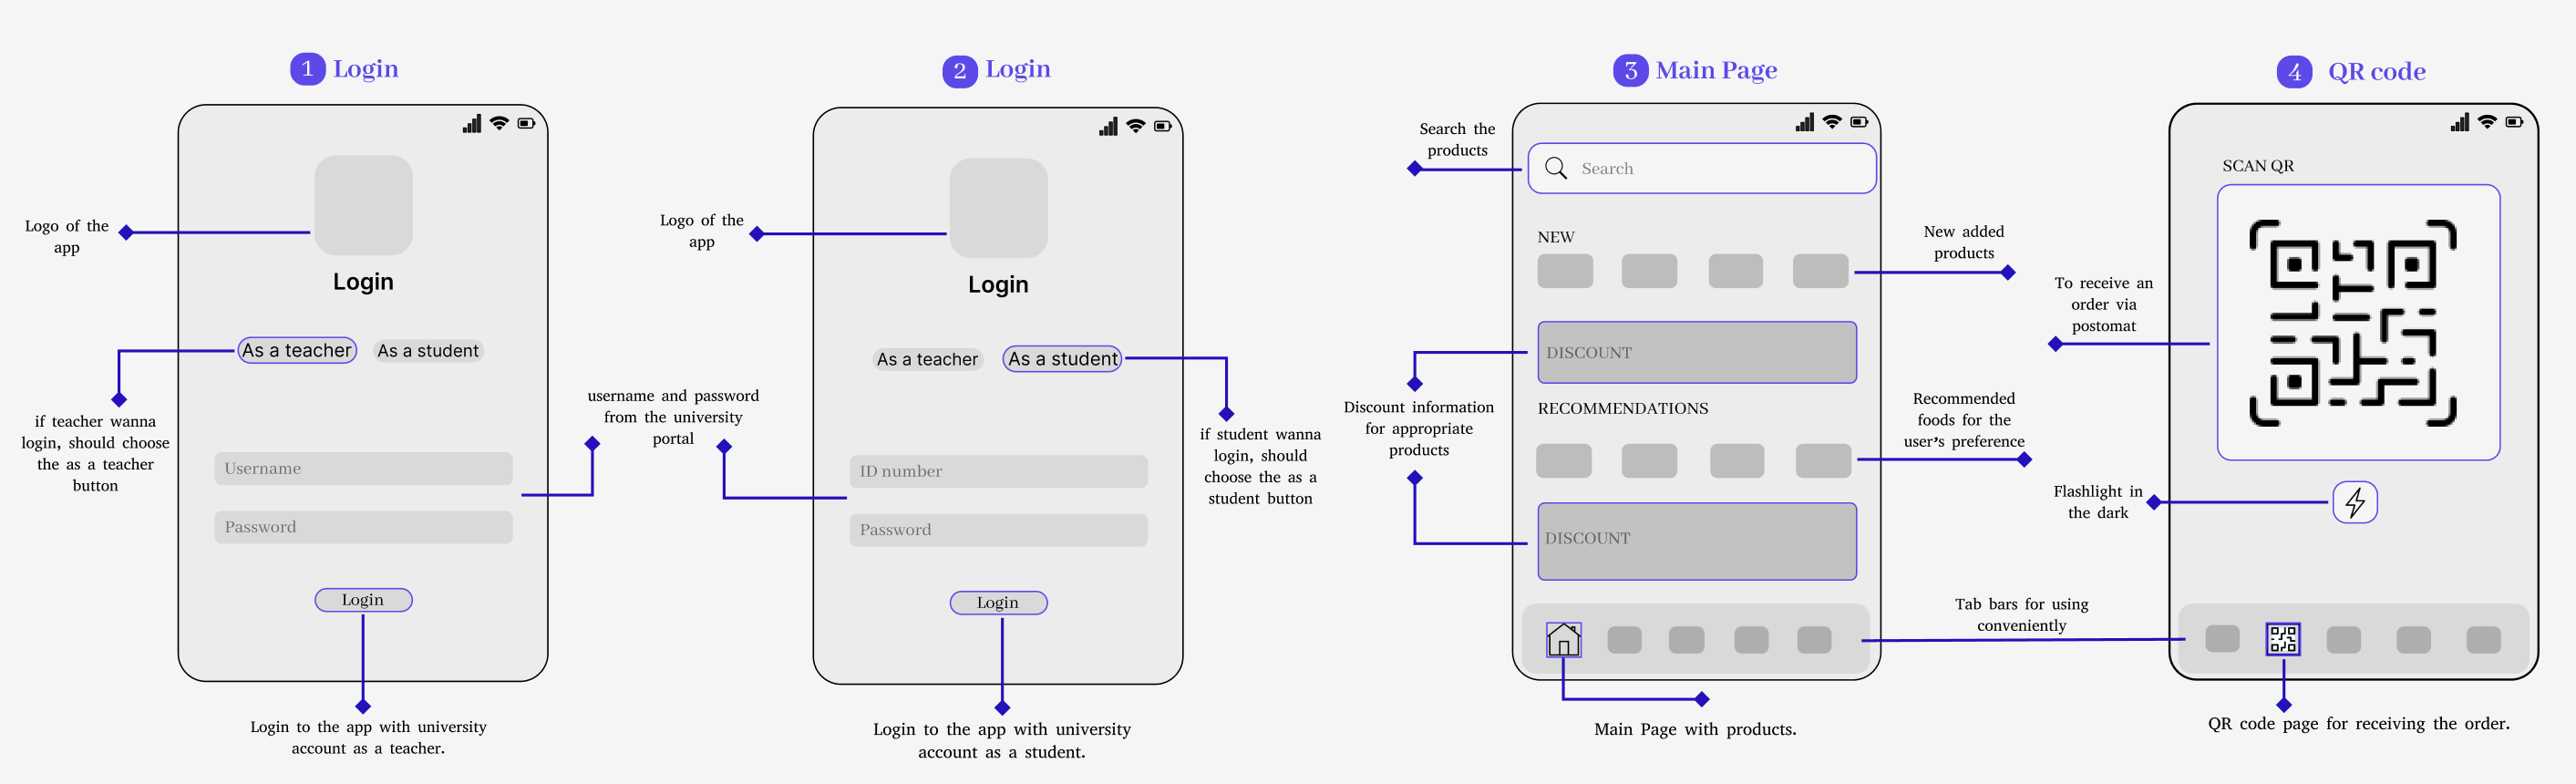 1 Login
Logo of the
app
Login
As a teacher
As a student
if teacher wanna
login, should choose
the as a teacher
button
Username
Password
Login
Login to the app with university
account as a teacher.
username and password
from the university
portal
2 Login
Logo of the
app
Login
As a teacher
As a student
if student wanna
login, should
choose the as a
student button
ID number
Password
Login
Login to the app with university
account as a student.
3 Main Page
Search the
products
Search
NEW
New added
products
DISCOUNT
Discount information
for appropriate
products
RECOMMENDATIONS
Recommended
foods for the
user's preference
DISCOUNT
Tab bars for using
conveniently
Main Page with products.
4 QR code
SCAN QR
To receive an
order via
postomat
Flashlight in
the dark
QR code page for receiving the order.